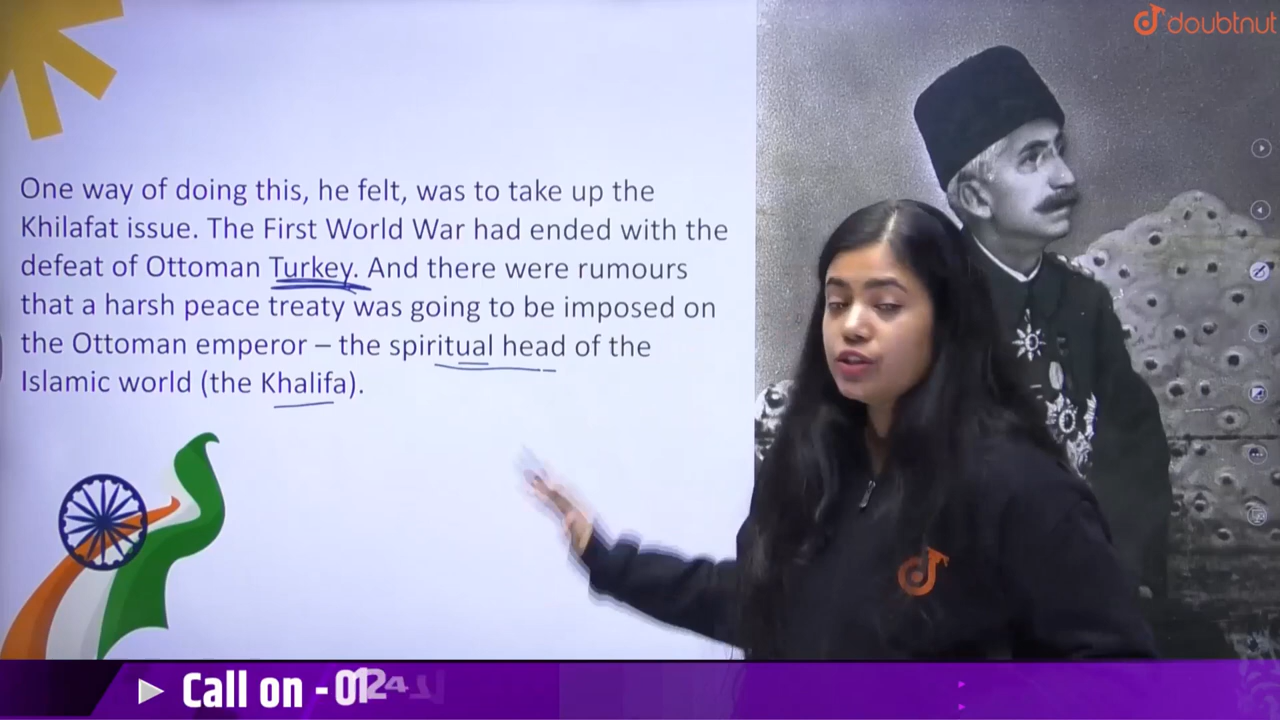 doubtnut
One way of doing this, he felt, was to take up the
Khilafat issue. The First World War had ended with the
defeat of Ottoman Turkey. And there were rumours
that a harsh peace treaty was going to be imposed on
the Ottoman emperor – the spiritual head of the
Islamic world (the Khalifa).
Call on - 0124